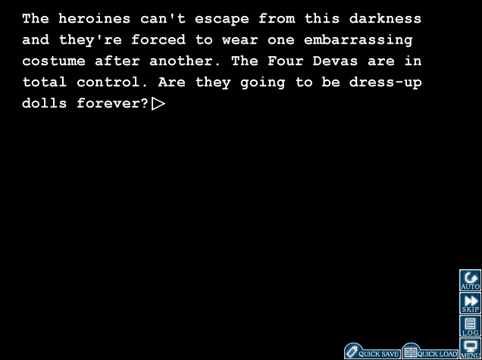 The heroines can't escape from this darkness
and they're forced to wear one embarrassing
costume after another. The Four Devas are in
total control. Are they going to be dress-up
dolls forever?
AUTO
SKIP
LOG
QUICK SAVE QUICK LOAD MENU